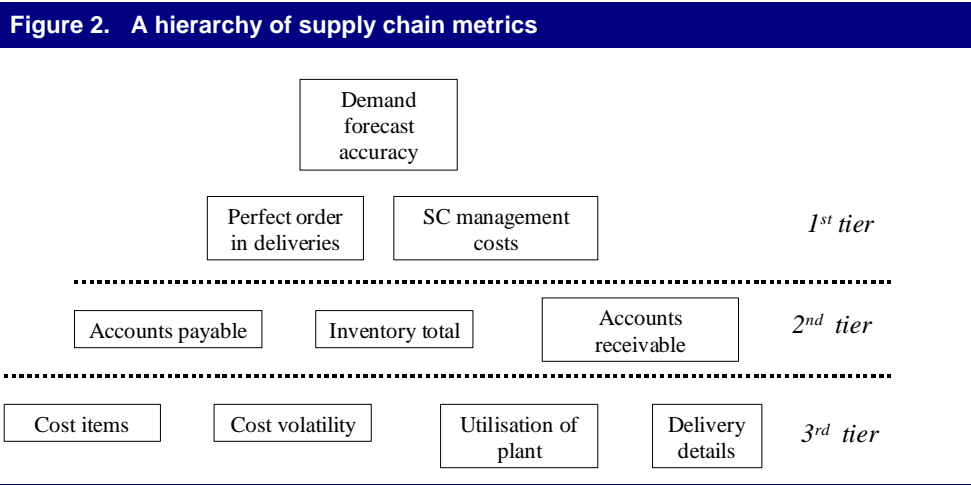 Figure 2. A hierarchy of supply chain metrics
Demand
forecast
accuracy
Perfect order
in deliveries
SC management
costs
1st tier
Accounts payable
Inventory total
Accounts
receivable
2nd tier
Cost items
Cost volatility
Utilisation of
plant
Delivery
details
3rd tier